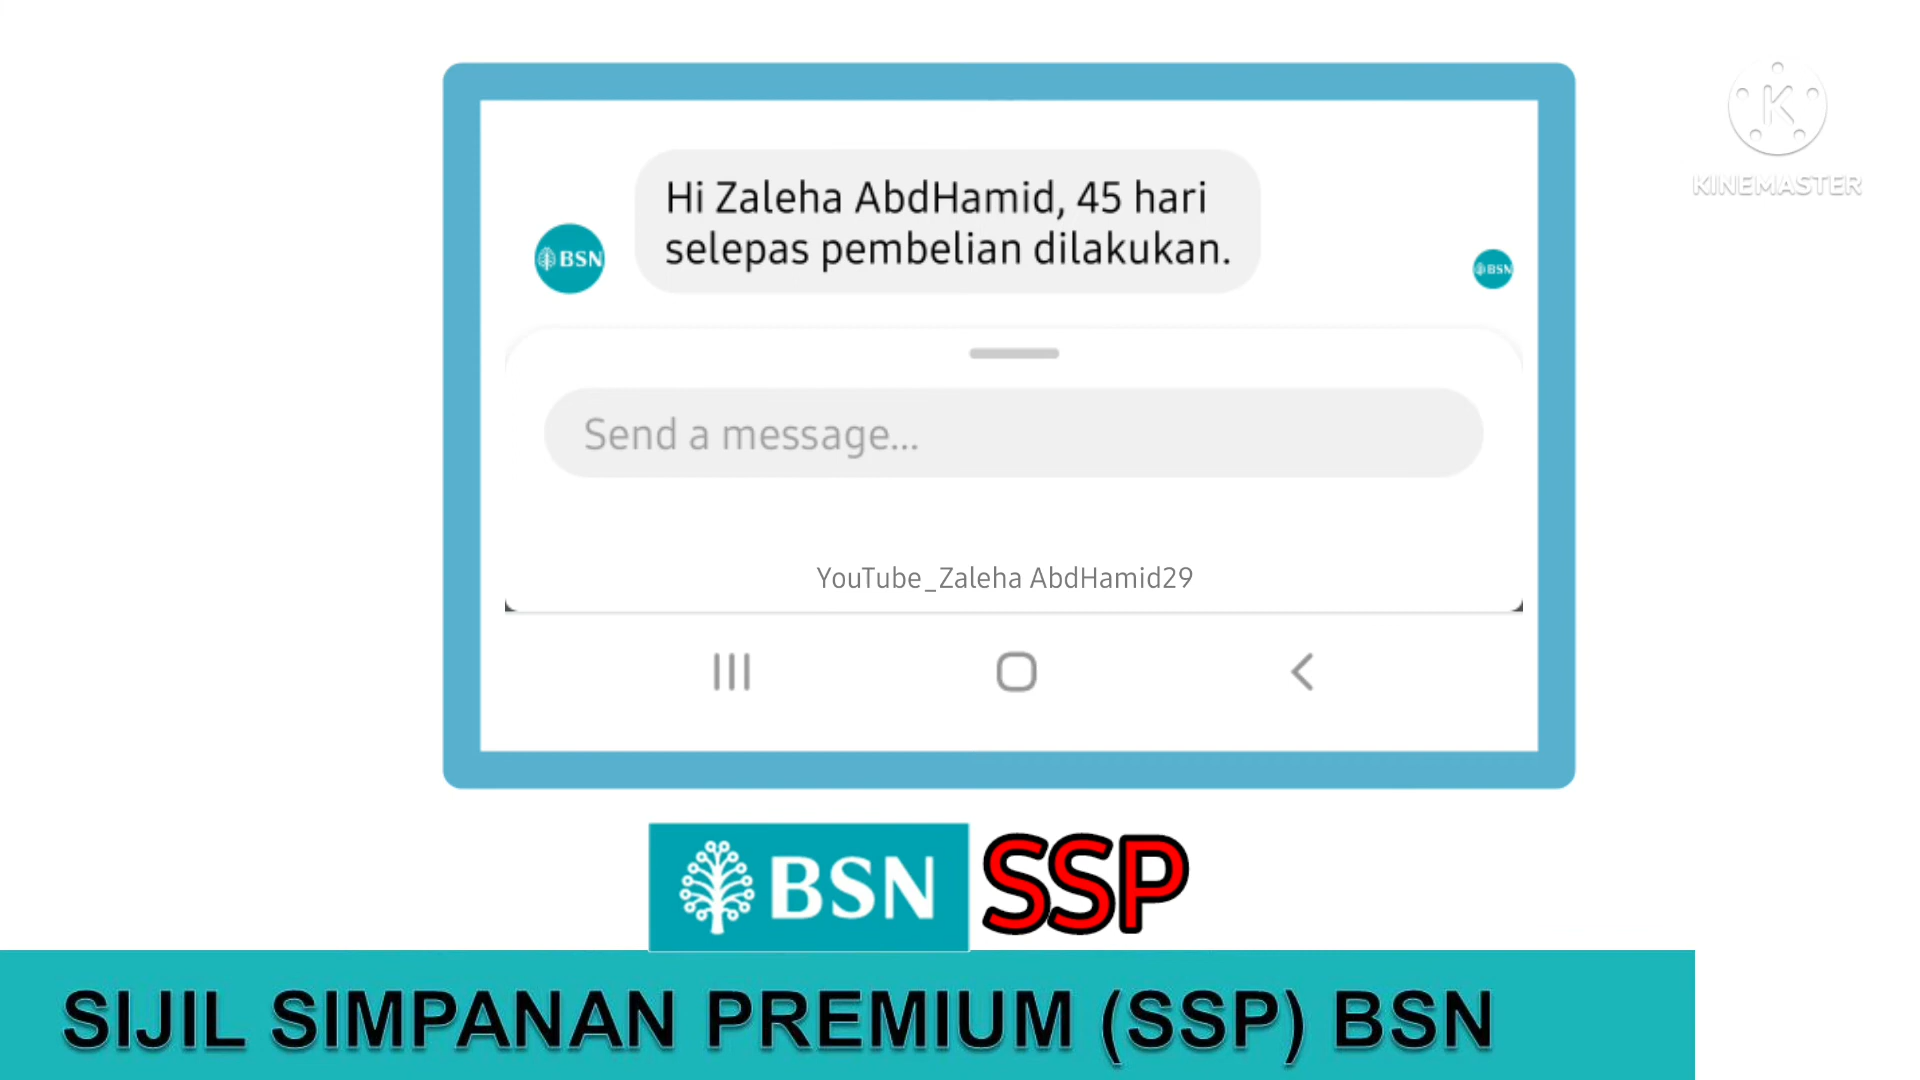 KINEMASTER
Hi Zaleha AbdHamid, 45 hari
selepas pembelian dilakukan.
BSN
BSN
Send a message...
YouTube_Zaleha AbdHamid29
BSN SSP
SIJIL SIMPANAN PREMIUM (SSP) BSN